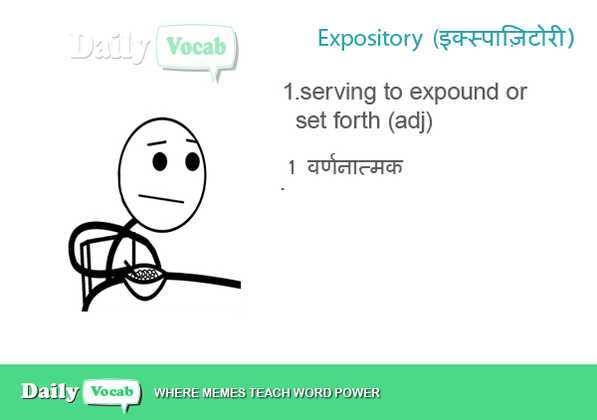 Daily Vocab
Expository (इक्स्पाज़िटोरी)
1.serving to expound or
set forth (adj)
1 वर्णनात्मक
.
Daily Vocab WHERE MEMES TEACH WORD POWER